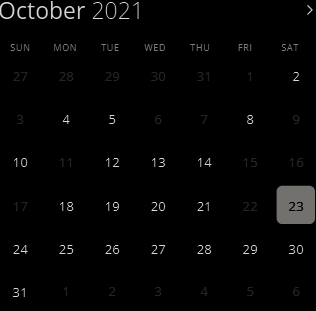 October 2021
SUN MON TUE WED THU FRI SAT
27 28 29 30 31 1 2
3 4 5 6 7 8 9
10 11 12 13 14 15 16
17 18 19 20 21 22 23
24 25 26 27 28 29 30
31 1 2 3 4 5 6